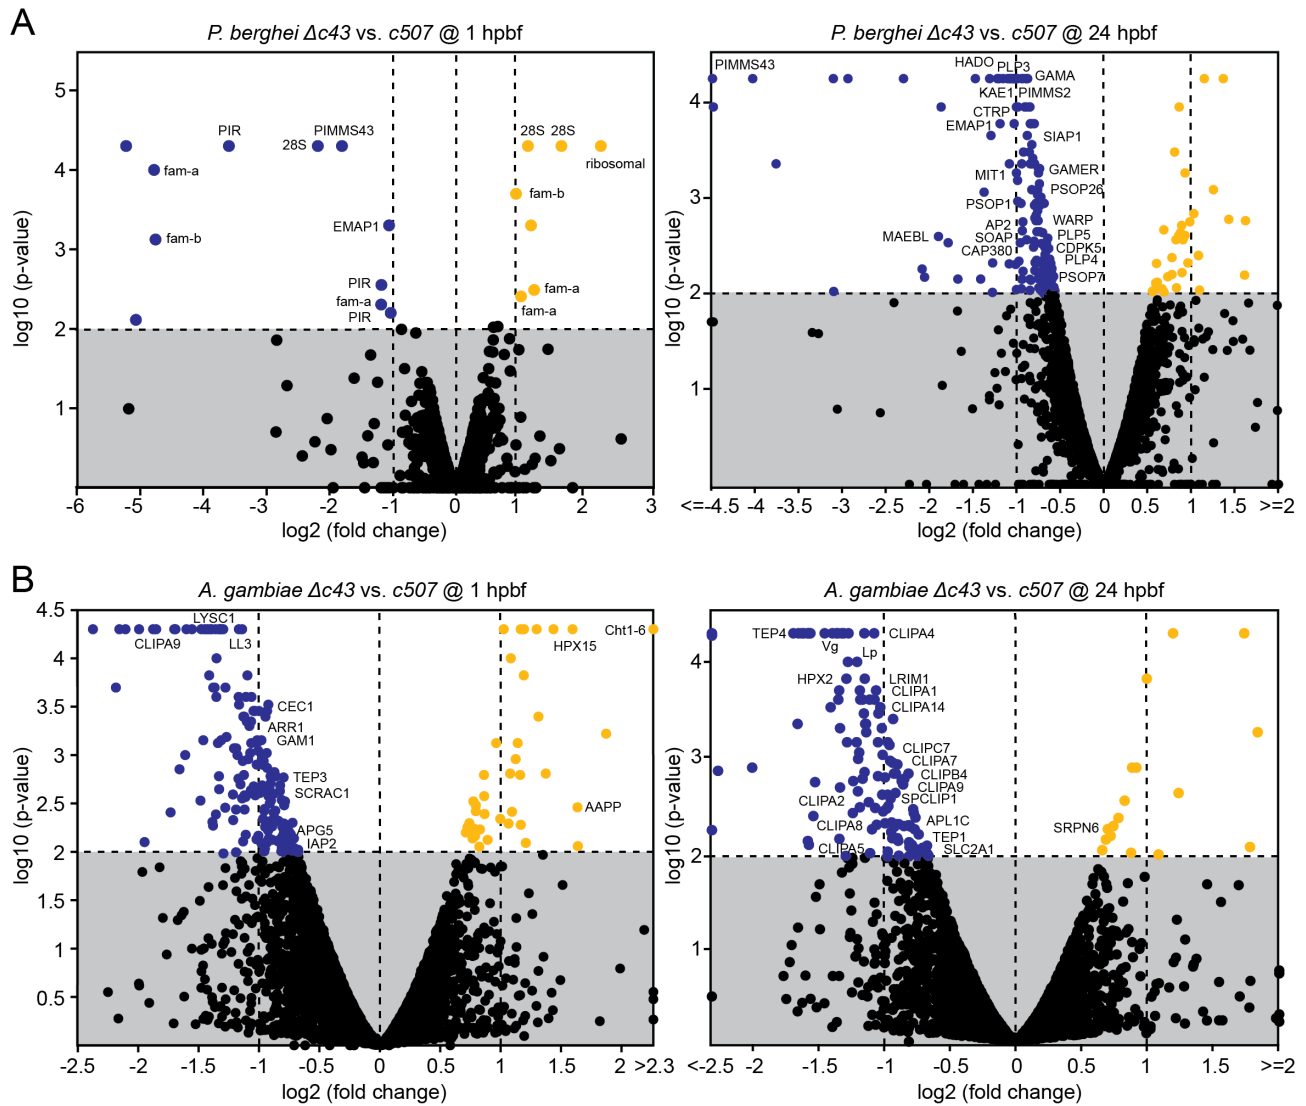 A
P. berghei Δc43 vs. c507 @ 1 hpbf
P. berghei Δc43 vs. c507 @ 24 hpbf
log10 (p-value)
5
4
3
2
1
PIR
28S
PIMMS43
28S 28S
ribosomal
fam-a
fam-b
fam-b
EMAP1
PIR
fam-a
PIR
fam-a
fam-a
-6 -5 -4 -3 -2 -1 0 1 2 3
log2 (fold change)
log10 (p-value)
4
3
2
1
PIMMS43
HADO
PLP3
GAMA
KAE1
PIMMS2
CTRP
EMAP1
SIAP1
MIT1
GAMER
PSOP26
PSOP1
AP2
WARP
MAEBL
SOAP
PLP5
CAP380
CDPK5
PLP4
PSOP7
<=-4.5 -4 -3.5 -3 -2.5 -2 -1.5 -1 -0.5 0 0.5 1 1.5 >=2
log2 (fold change)
B
A. gambiae Δc43 vs. c507 @ 1 hpbf
A. gambiae Δc43 vs. c507 @ 24 hpbf
log10 (p-value)
4.5
4
3.5
3
2.5
2
1.5
1
0.5
LYSC1
CLIPA9
LL3
HPX15
Cht1-6
CEC1
ARR1
GAM1
TEP3
SCRAC1
AAPP
APG5
IAP2
-2.5 -2 -1.5 -1 -0.5 0 0.5 1 1.5 2 >2.3
log2 (fold change)
log10 (p-value)
4
3
2
1
TEP4
CLIPA4
Vg
Lp
HPX2
LRIM1
CLIPA1
CLIPA14
CLIPC7
CLIPA7
CLIPB4
CLIPA9
CLIPA2
SPCLIP1
CLIPA8
APL1C
TEP1
CLIPA5
SLC2A1
SRPN6
<-2.5 -2 -1.5 -1 -0.5 0 0.5 1 1.5 >=2
log2 (fold change)